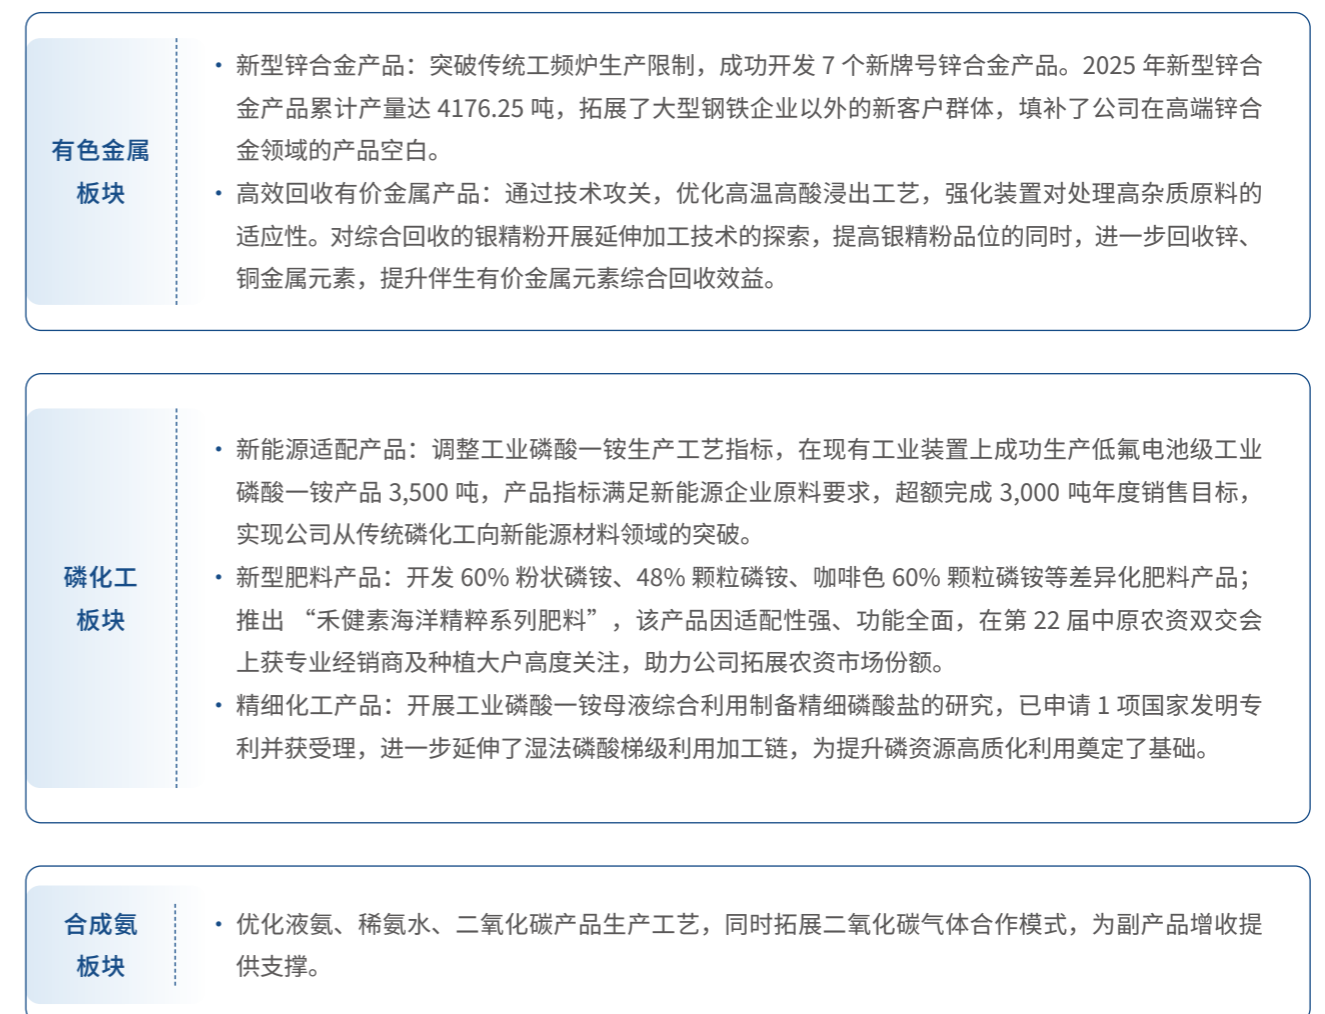 有色金属
板块
• 新型锌合金产品：突破传统工频炉生产限制，成功开发 7 个新牌号锌合金产品。2025 年新型锌合
金产品累计产量达 4176.25 吨，拓展了大型钢铁企业以外的新客户群体，填补了公司在高端锌合
金领域的产品空白。
• 高效回收有价金属产品：通过技术攻关，优化高温高酸浸出工艺，强化装置对处理高杂质原料的
适应性。对综合回收的银精粉开展延伸加工技术的探索，提高银精粉品位的同时，进一步回收锌、
铜金属元素，提升伴生有价金属元素综合回收效益。
磷化工
板块
• 新能源适配产品：调整工业磷酸一铵生产工艺指标，在现有工业装置上成功生产低氟电池级工业
磷酸一铵产品 3,500 吨，产品指标满足新能源企业原料要求，超额完成 3,000 吨年度销售目标，
实现公司从传统磷化工向新能源材料领域的突破。
• 新型肥料产品：开发 60% 粉状磷铵、48% 颗粒磷铵、咖啡色 60% 颗粒磷铵等差异化肥料产品；
推出 “禾健素海洋精粹系列肥料”，该产品因适配性强、功能全面，在第 22 届中原农资双交会
上获专业经销商及种植大户高度关注，助力公司拓展农资市场份额。
• 精细化工产品：开展工业磷酸一铵母液综合利用制备精细磷酸盐的研究，已申请 1 项国家发明专
利并获受理，进一步延伸了湿法磷酸梯级利用加工链，为提升磷资源高质化利用奠定了基础。
合成氨
板块
• 优化液氨、稀氨水、二氧化碳产品生产工艺，同时拓展二氧化碳气体合作模式，为副产品增收提
供支撑。